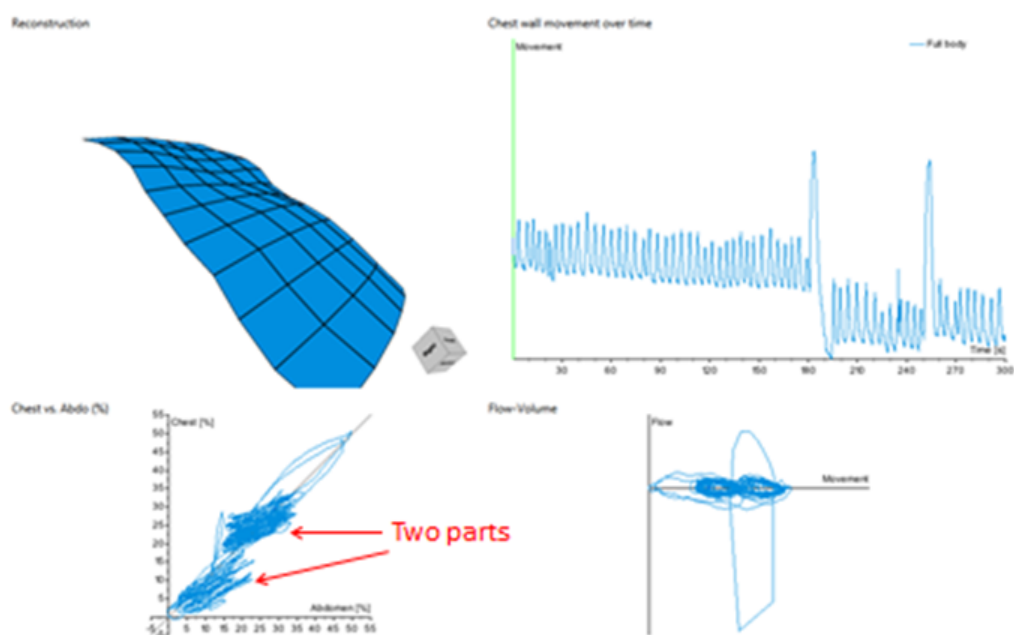 Reconstruction
Chest wall movement over time
Movement
Full body
Time [s]
30 60 90 120 150 180 210 240 270 300
Chest vs. Abdo (%)
Chest [%]
55
50
45
40
35
30
25
20
15
10
5
Abdomen [%]
-5 5 10 15 20 25 30 35 40 45 50 55
Two parts
Flow-Volume
Flow
Movement